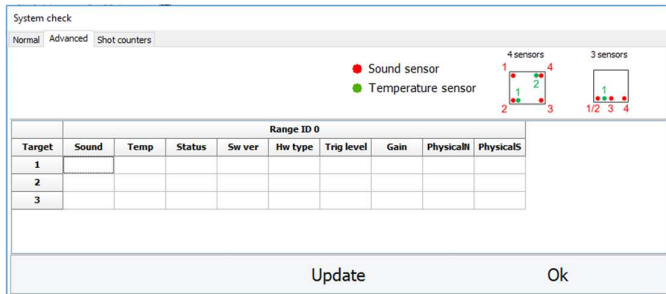 System check
Normal Advanced Shot counters
Sound sensor
Temperature sensor
4 sensors
1 4
2
1
2 3
3 sensors
1
1/2 3 4
Range ID 0
Target Sound Temp Status Sw ver Hw type Trig level Gain PhysicalN PhysicalS
1
2
3
Update Ok